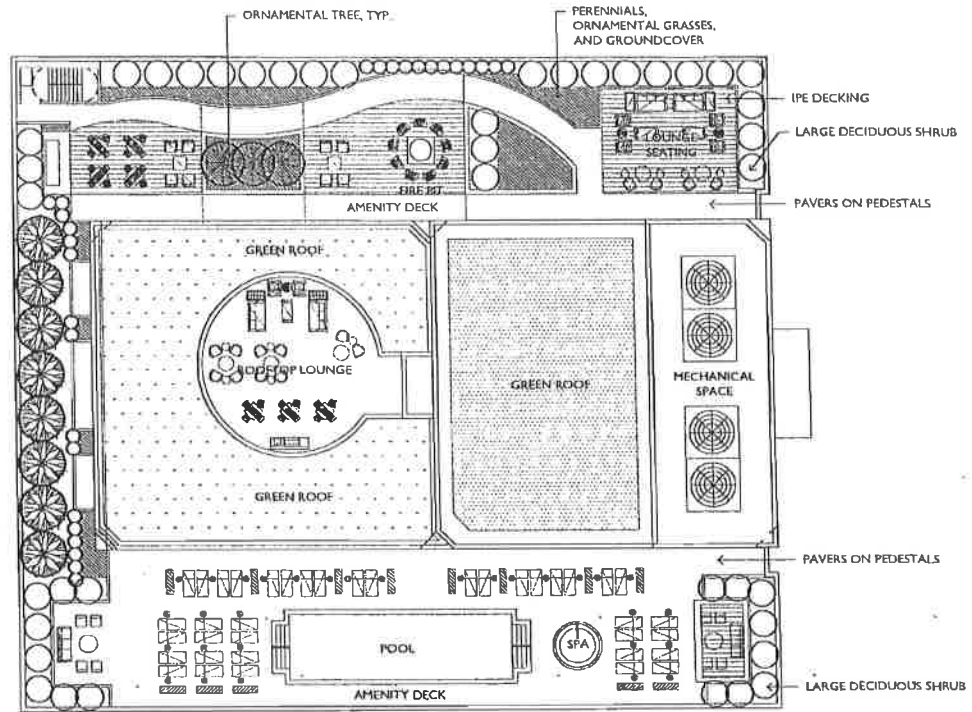 ORNAMENTAL TREE, TYP.
PERENNIALS,
ORNAMENTAL GRASSES,
AND GROUNDCOVER
IPE DECKING
LARGE DECIDUOUS SHRUB
LOUNGE
SEATING
FIRE PIT
AMENITY DECK
PAVERS ON PEDESTALS
GREEN ROOF
ROOFTOP LOUNGE
GREEN ROOF
MECHANICAL
SPACE
GREEN ROOF
PAVERS ON PEDESTALS
POOL
SPA
AMENITY DECK
LARGE DECIDUOUS SHRUB